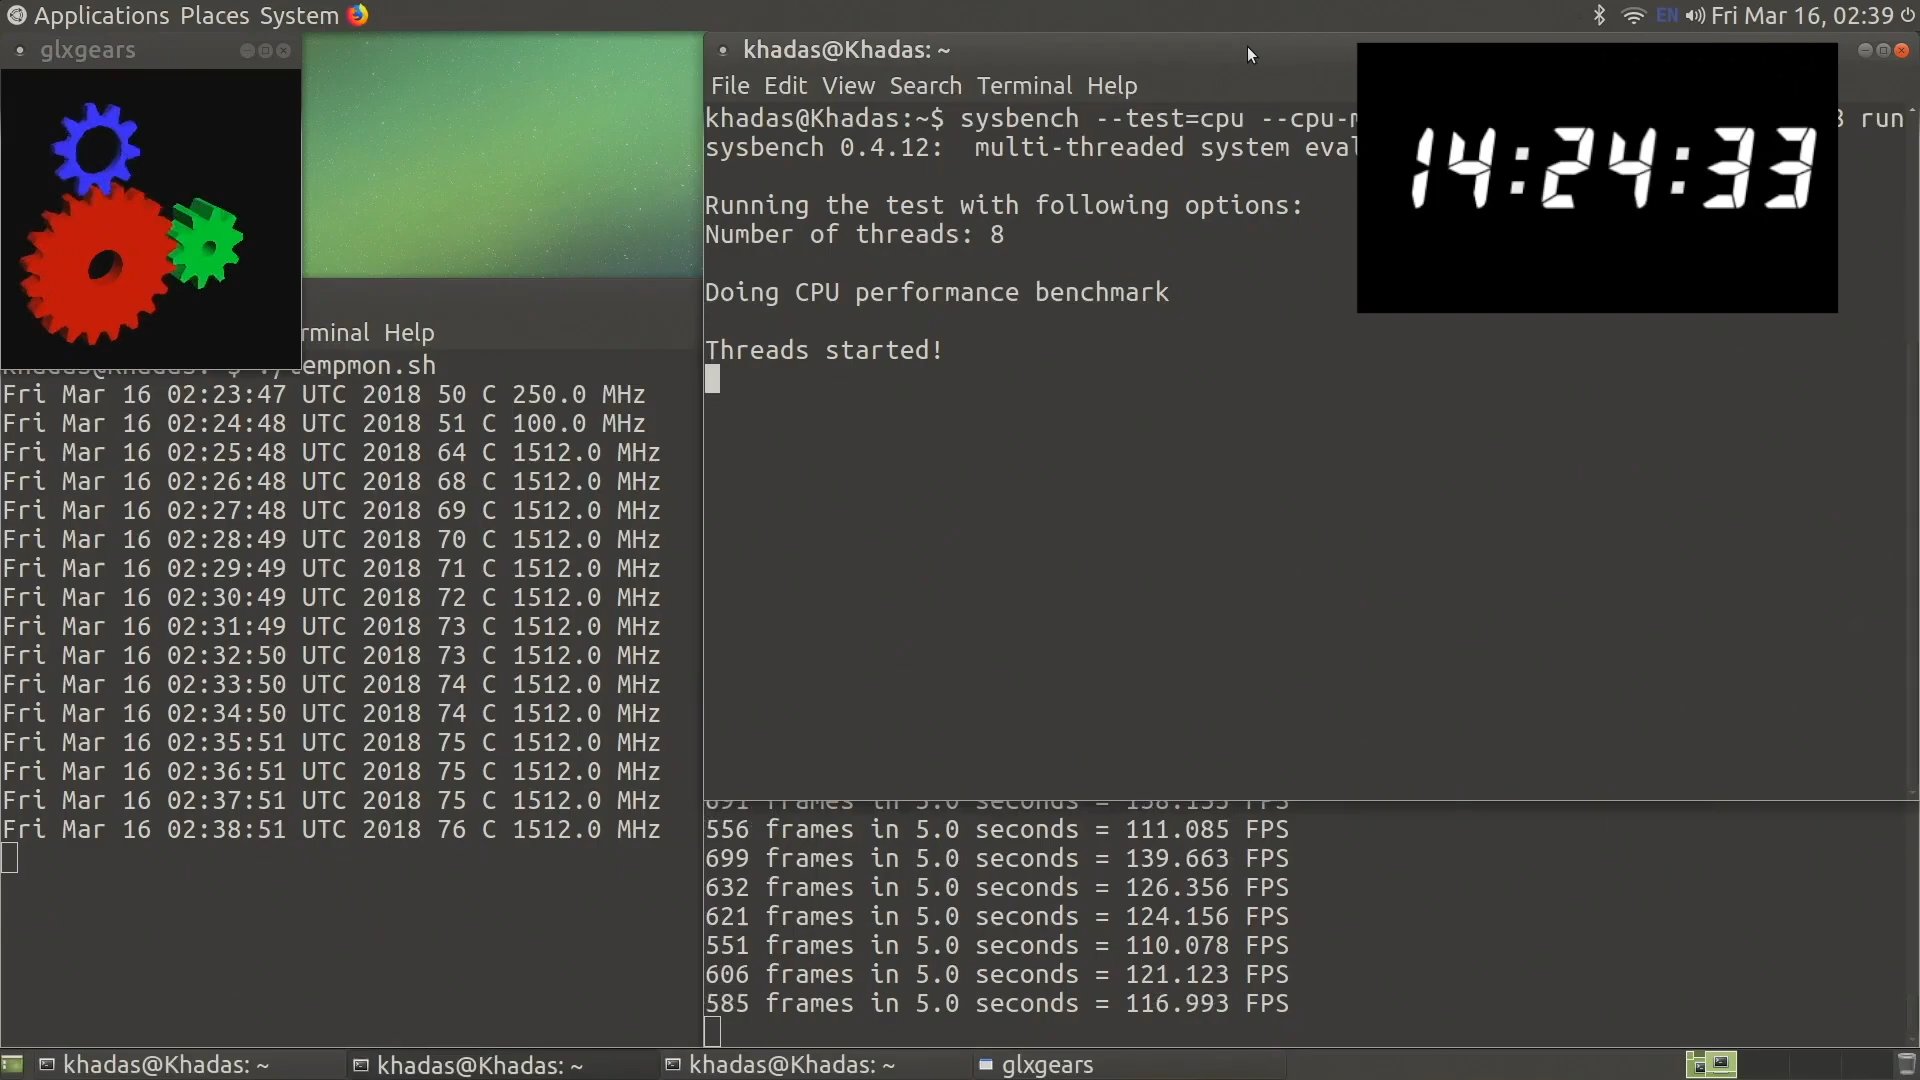 Applications Places System
EN Fri Mar 16, 02:39
glxgears
khadas@Khadas: ~
File Edit View Search Terminal Help
khadas@Khadas:~$ sysbench --test=cpu --cpu- run
sysbench 0.4.12: multi-threaded system
Running the test with following options:
Number of threads: 8
Doing CPU performance benchmark
Threads started!
14:24:33
Help
Fri Mar 16 02:23:47 UTC 2018 50 C 250.0 MHz
Fri Mar 16 02:24:48 UTC 2018 51 C 100.0 MHz
Fri Mar 16 02:25:48 UTC 2018 64 C 1512.0 MHz
Fri Mar 16 02:26:48 UTC 2018 68 C 1512.0 MHz
Fri Mar 16 02:27:48 UTC 2018 69 C 1512.0 MHz
Fri Mar 16 02:28:49 UTC 2018 70 C 1512.0 MHz
Fri Mar 16 02:29:49 UTC 2018 71 C 1512.0 MHz
Fri Mar 16 02:30:49 UTC 2018 72 C 1512.0 MHz
Fri Mar 16 02:31:49 UTC 2018 73 C 1512.0 MHz
Fri Mar 16 02:32:50 UTC 2018 73 C 1512.0 MHz
Fri Mar 16 02:33:50 UTC 2018 74 C 1512.0 MHz
Fri Mar 16 02:34:50 UTC 2018 74 C 1512.0 MHz
Fri Mar 16 02:35:51 UTC 2018 75 C 1512.0 MHz
Fri Mar 16 02:36:51 UTC 2018 75 C 1512.0 MHz
Fri Mar 16 02:37:51 UTC 2018 75 C 1512.0 MHz
Fri Mar 16 02:38:51 UTC 2018 76 C 1512.0 MHz
frames in 5.0 seconds = FPS
556 frames in 5.0 seconds = 111.085 FPS
699 frames in 5.0 seconds = 139.663 FPS
632 frames in 5.0 seconds = 126.356 FPS
621 frames in 5.0 seconds = 124.156 FPS
551 frames in 5.0 seconds = 110.078 FPS
606 frames in 5.0 seconds = 121.123 FPS
585 frames in 5.0 seconds = 116.993 FPS
khadas@Khadas: ~ khadas@Khadas: ~ khadas@Khadas: ~ glxgears